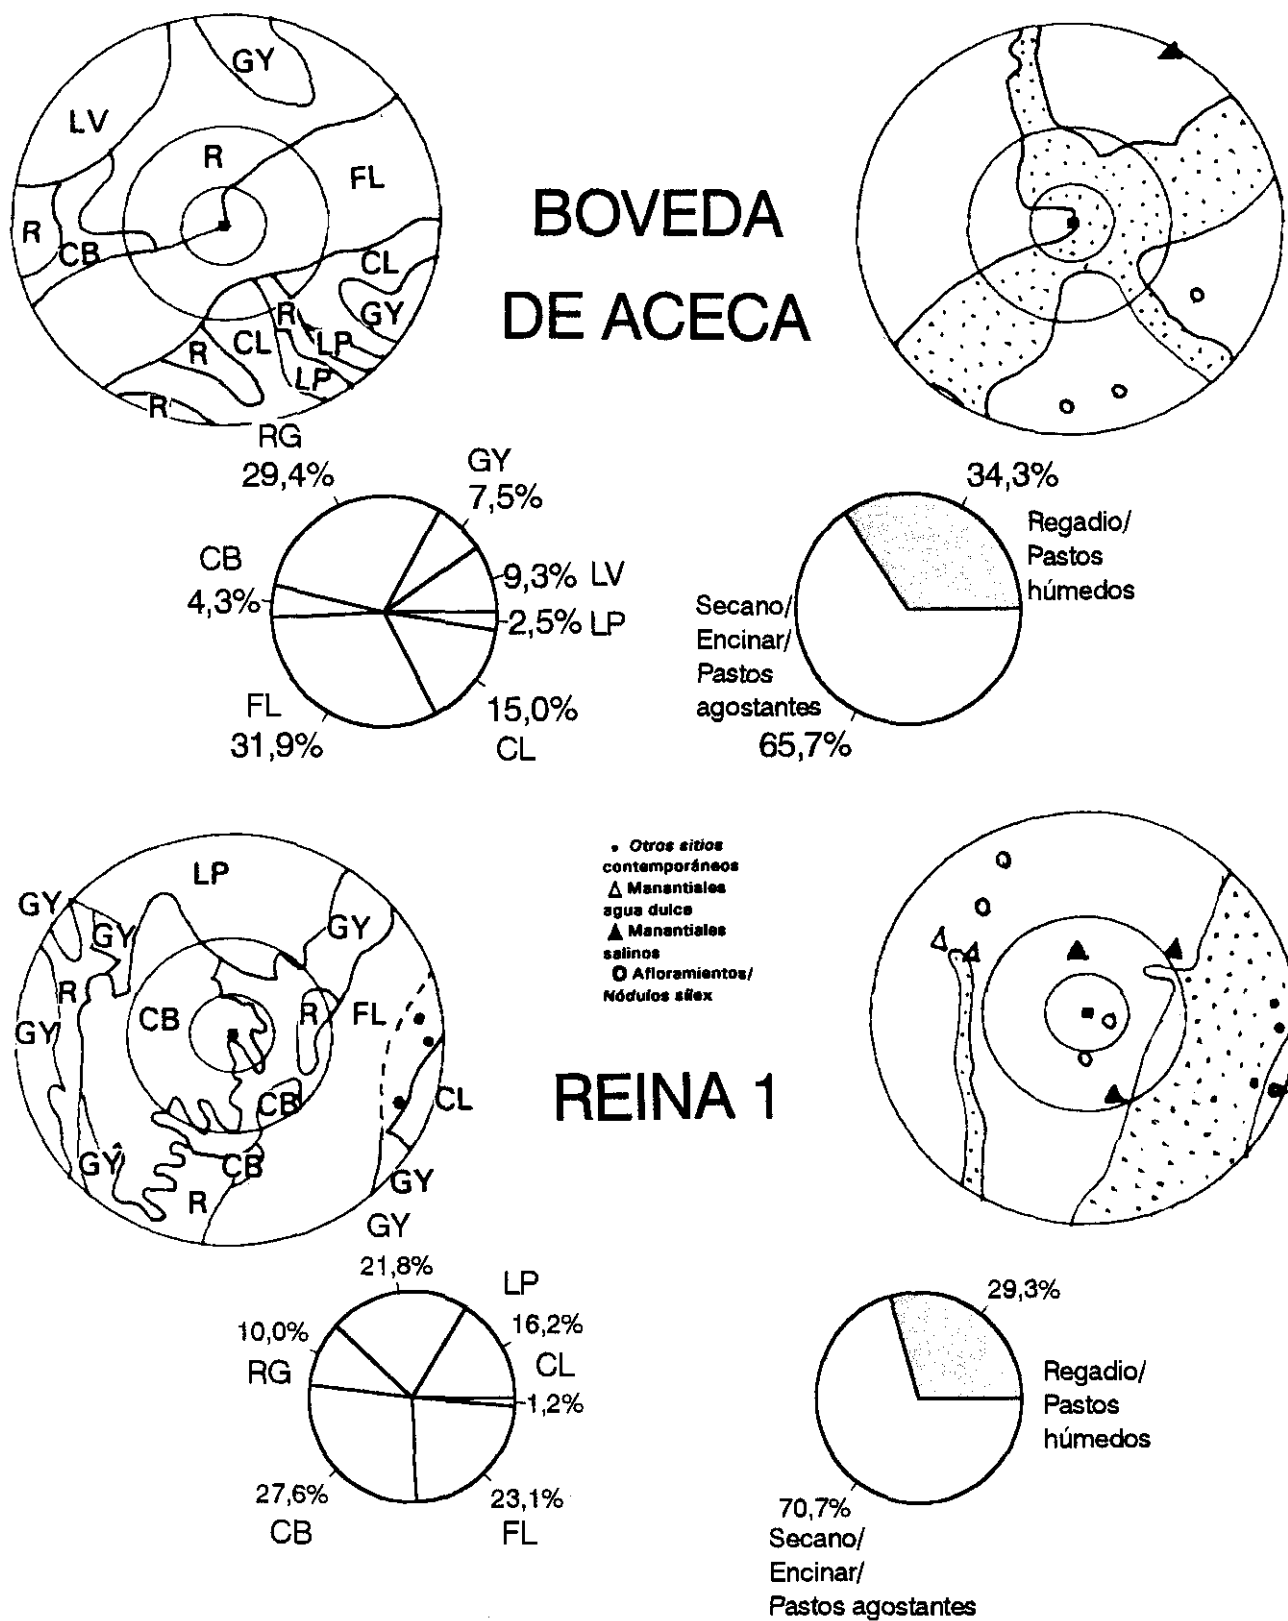 GY
LV
R
FL
R
CB
CL
GY
R
R
CL
LP
LP
R
BOVEDA
DE ACECA
RG
29,4%
GY
7,5%
CB
4,3%
9,3% LV
2,5% LP
FL
31,9%
15,0%
CL
34,3%
Regadio/
Pastos
húmedos
Secano/
Encinar/
Pastos
agostantes
65,7%
LP
GY
GY
GY
R
CB
R
FL
GY
CB
CL
GY
CB
R
GY
Otros sitios
contemporáneos
Manantiales
agua dulce
Manantiales
salinos
Afloramientos/
Nódulos sílex
REINA 1
GY
21,8%
LP
16,2%
10,0%
RG
CL
1,2%
27,6%
CB
23,1%
FL
29,3%
Regadio/
Pastos
húmedos
70,7%
Secano/
Encinar/
Pastos agostantes